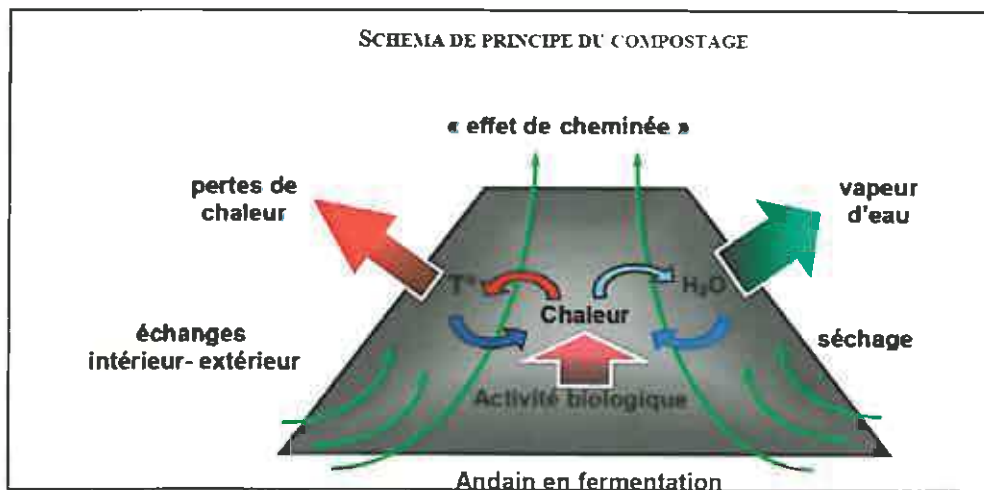 SCHEMA DE PRINCIPE DU COMPOSTAGE
« effet de cheminée »
pertes de
chaleur
vapeur
d'eau
T°
H₂O
Chaleur
échanges
intérieur- extérieur
séchage
Activité biologique
Andain en fermentation